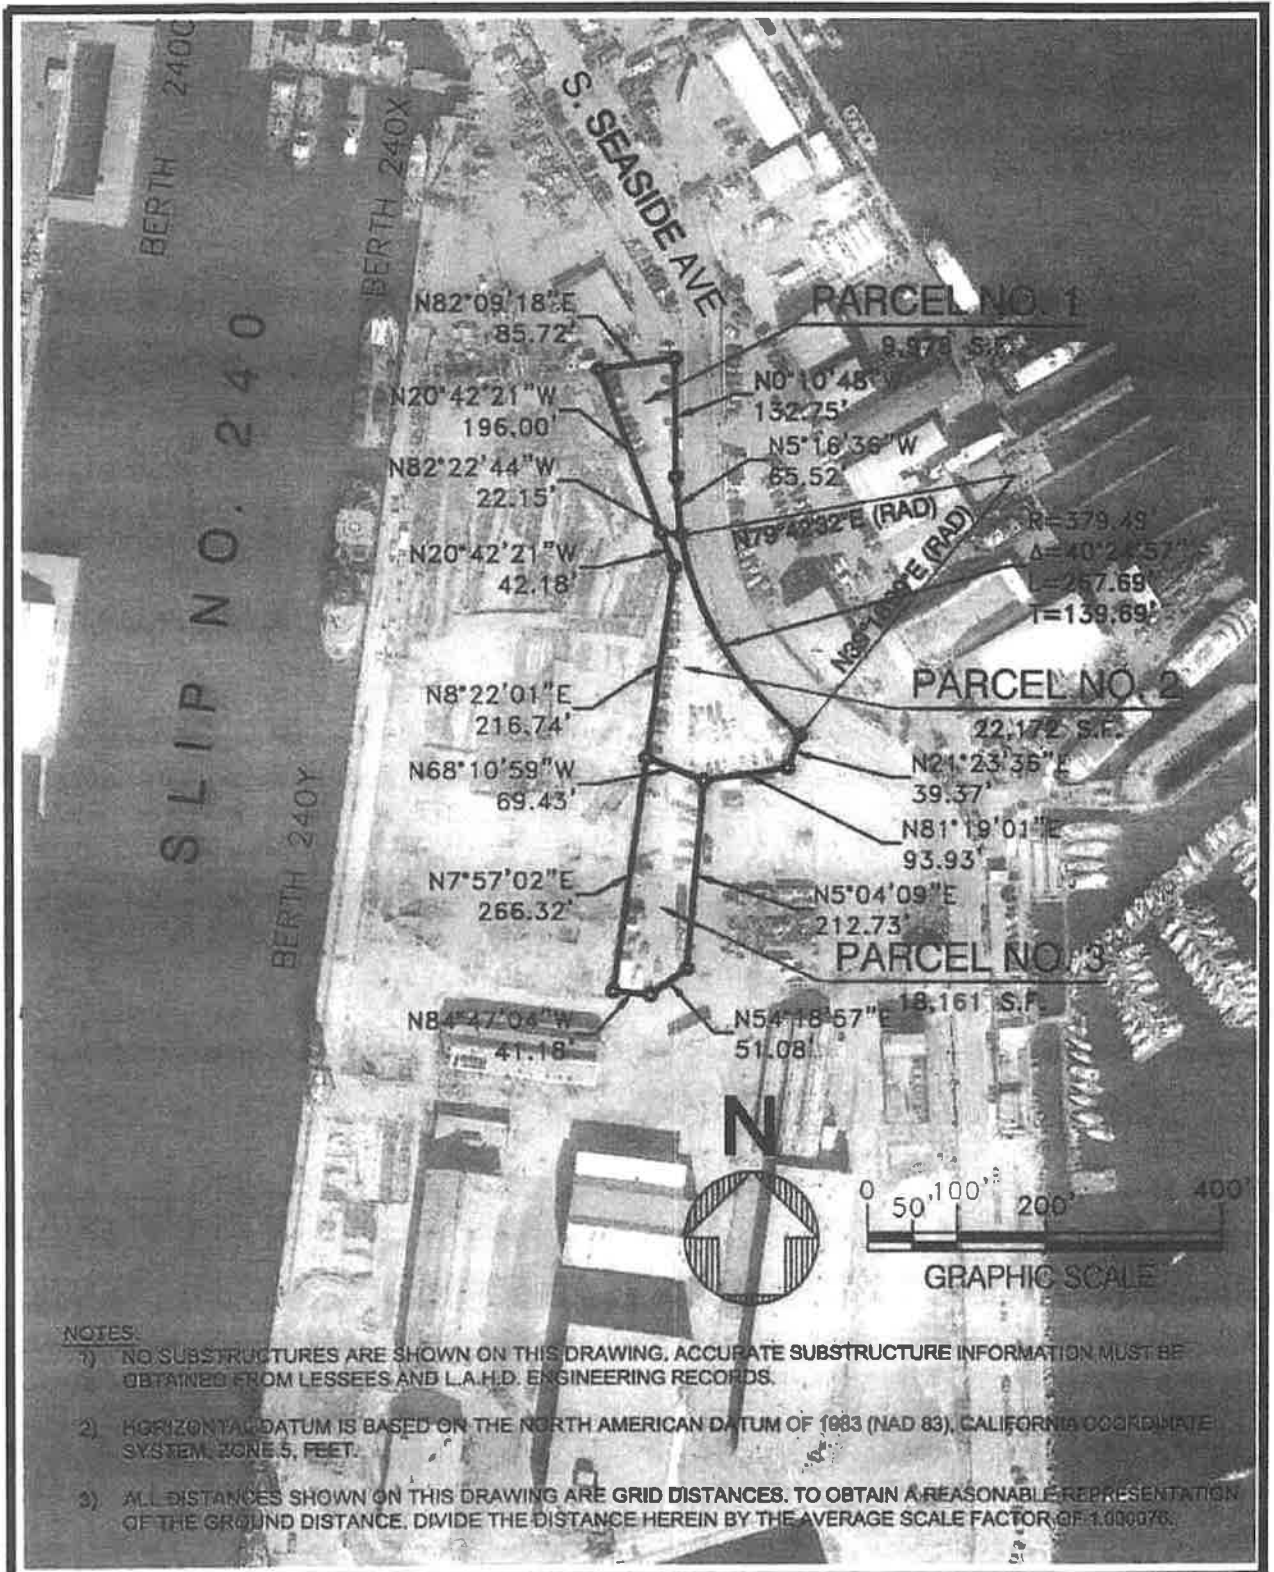 BERTH 240C
BERTH 240X
S. SEASIDE AVE
SLIP NO. 240
BERTH 240Y
N82°09'18"E
85.72'
N20°42'21"W
196.00'
N82°22'44"W
22.15'
N20°42'21"W
42.18'
N8°22'01"E
216.74'
N68°10'59"W
69.43'
N7°57'02"E
266.32'
N84°47'04"W
41.18'
PARCEL NO. 1
S.F.
N0°10'48"W
132.75'
N5°16'36"W
65.52'
N79°42'32"E (RAD)
E (RAD)
R=379.49'
L=267.69'
T=139.69'
PARCEL NO. 2
22,172 S.F.
N21°23'36"E
39.37'
N81°19'01"E
93.93'
N5°04'09"E
212.73'
PARCEL NO. 3
18,161 S.F.
N54°18'57"E
51.08'
N
0 50' 100' 200' 400'
GRAPHIC SCALE
NOTES:
1) NO SUBSTRUCTURES ARE SHOWN ON THIS DRAWING. ACCURATE SUBSTRUCTURE INFORMATION MUST BE
OBTAINED FROM LESSEES AND L.A.H.D. ENGINEERING RECORDS.
2) HORIZONTAL DATUM IS BASED ON THE NORTH AMERICAN DATUM OF 1983 (NAD 83), CALIFORNIA COORDINATE
SYSTEM, ZONE 5, FEET.
3) ALL DISTANCES SHOWN ON THIS DRAWING ARE GRID DISTANCES. TO OBTAIN A REASONABLE REPRESENTATION
OF THE GROUND DISTANCE, DIVIDE THE DISTANCE HEREIN BY THE AVERAGE SCALE FACTOR OF 1.000076.